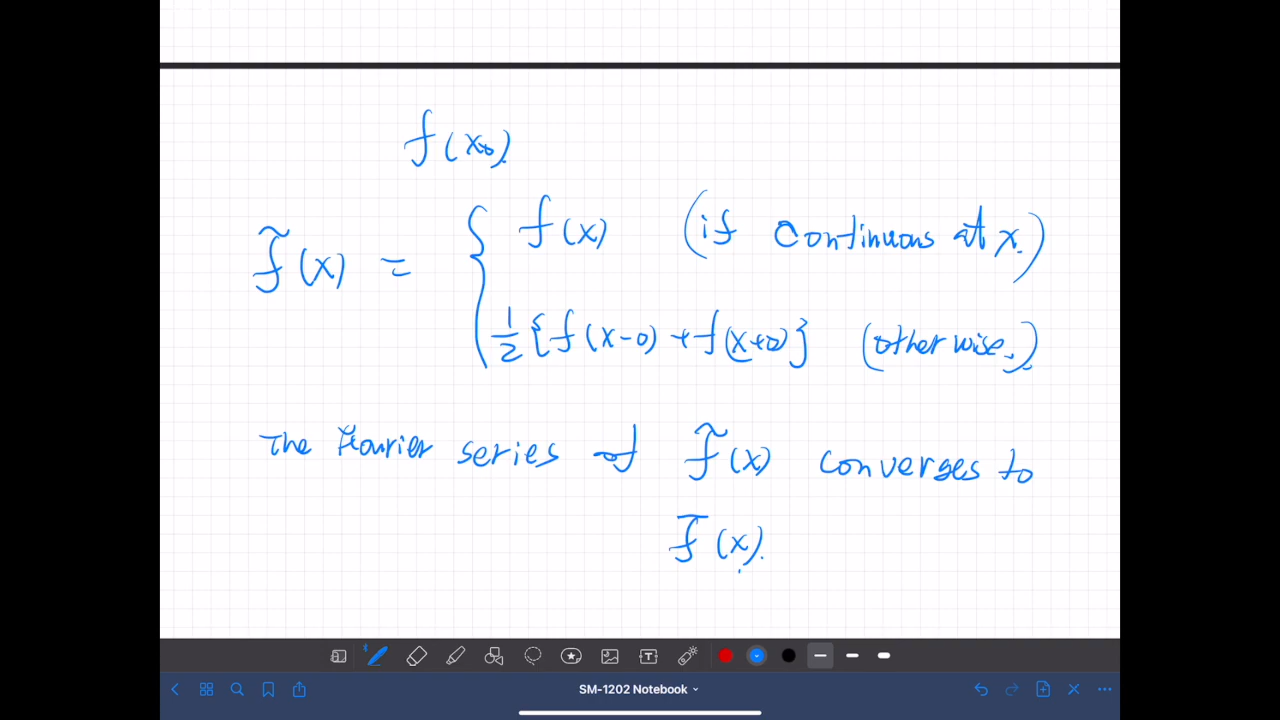 f(x₀)
f̃(x) = { f(x) (if continuous at x.)
½{f(x-0)+f(x+0)} (otherwise.)
The Fourier series of f̃(x) converges to
f̄(x).
SM-1202 Notebook